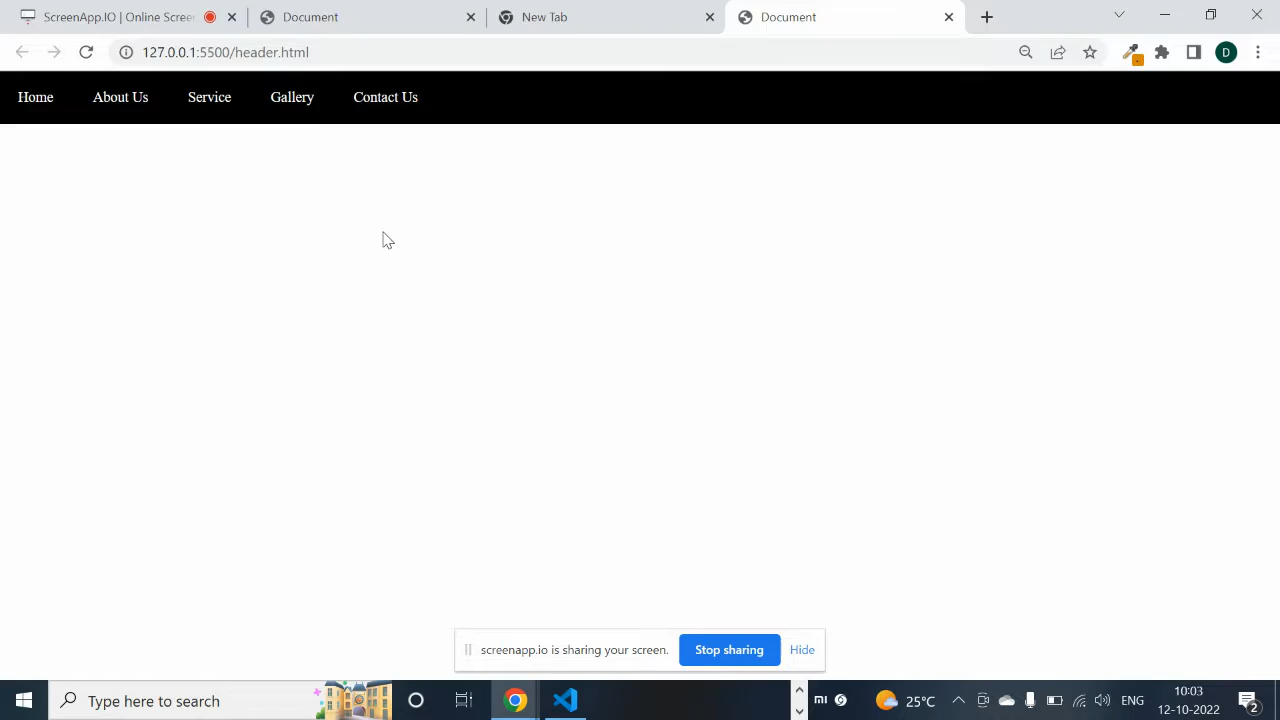 ScreenApp.IO | Online Screen
Document
New Tab
Document
127.0.0.1:5500/header.html
D
Home
About Us
Service
Gallery
Contact Us
screenapp.io is sharing your screen.
Stop sharing
Hide
Type here to search
mi
25°C
ENG
10:03
12-10-2022
2